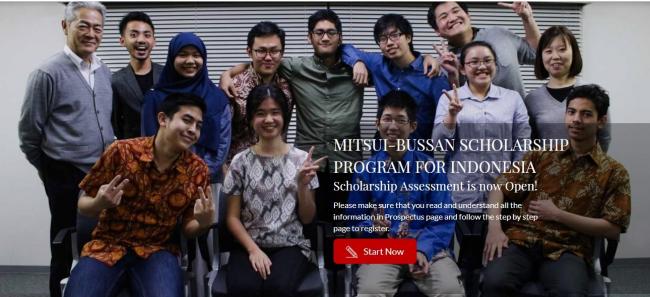 MITSUI-BUSSAN SCHOLARSHIP
PROGRAM FOR INDONESIA
Scholarship Assessment is now Open!
Please make sure that you read and understand all the
information in Prospectus page and follow the step by step
page to register.
Start Now